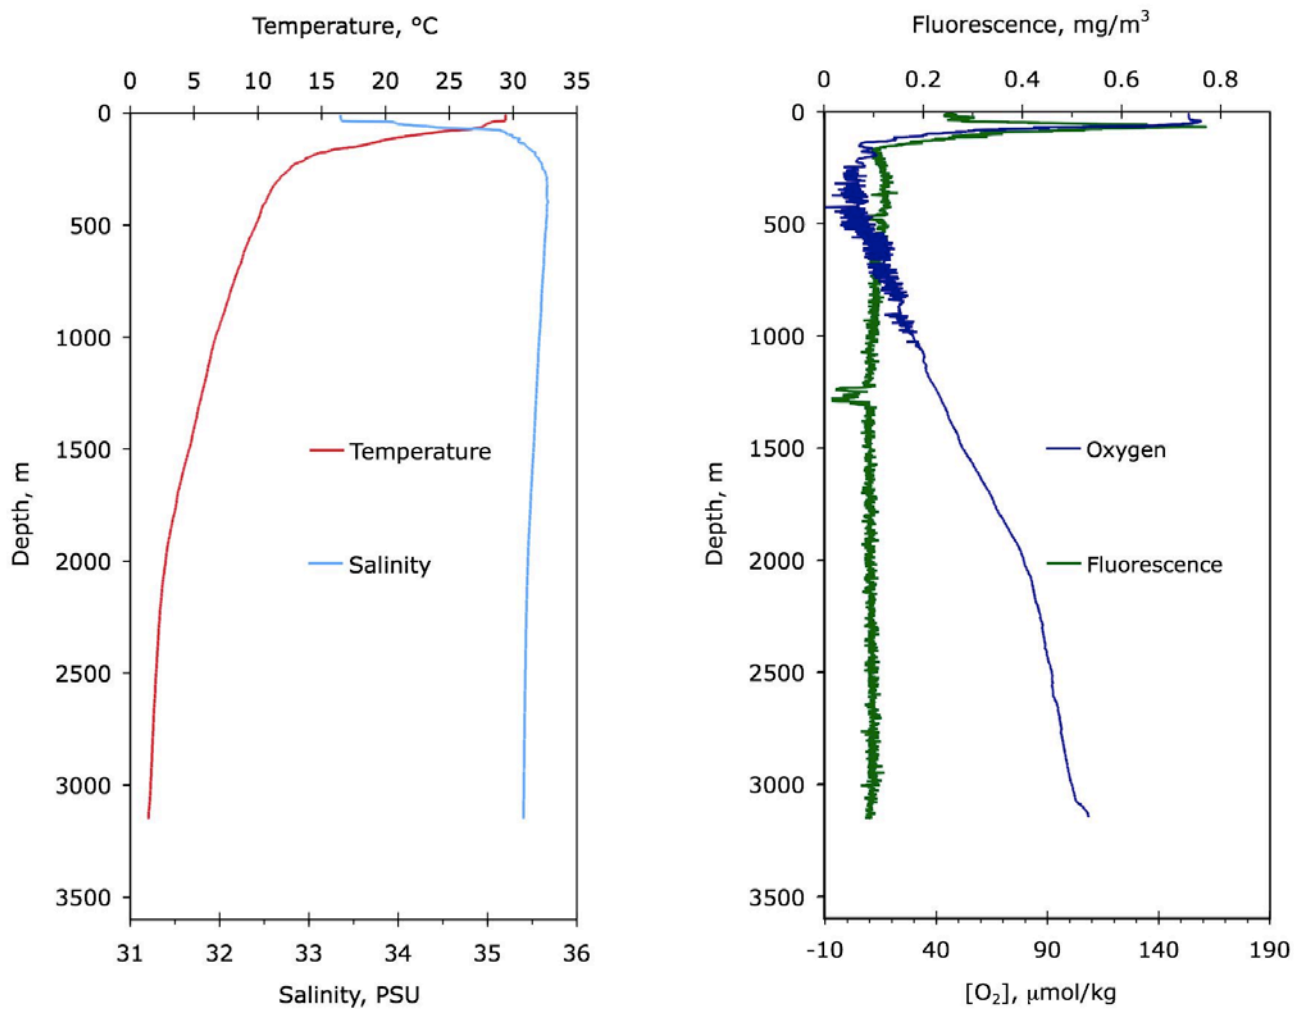 Temperature, °C
0 5 10 15 20 25 30 35
0
500
1000
1500
2000
2500
3000
3500
Depth, m
Temperature
Salinity
31 32 33 34 35 36
Salinity, PSU
Fluorescence, mg/m³
0 0.2 0.4 0.6 0.8
0
500
1000
1500
2000
2500
3000
3500
Depth, m
Oxygen
Fluorescence
-10 40 90 140 190
[O₂], μmol/kg